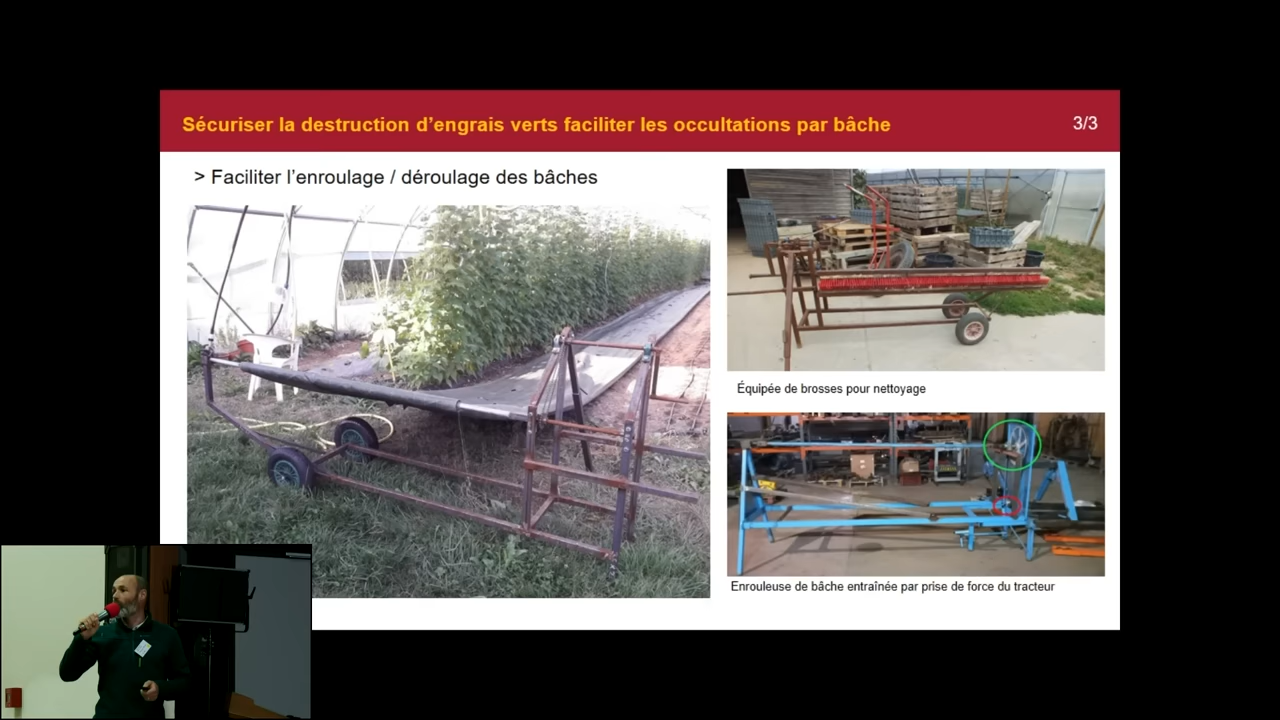 Sécuriser la destruction d’engrais verts faciliter les occultations par bâche
3/3
> Faciliter l’enroulage / déroulage des bâches
Équipée de brosses pour nettoyage
Enrouleuse de bâche entraînée par prise de force du tracteur